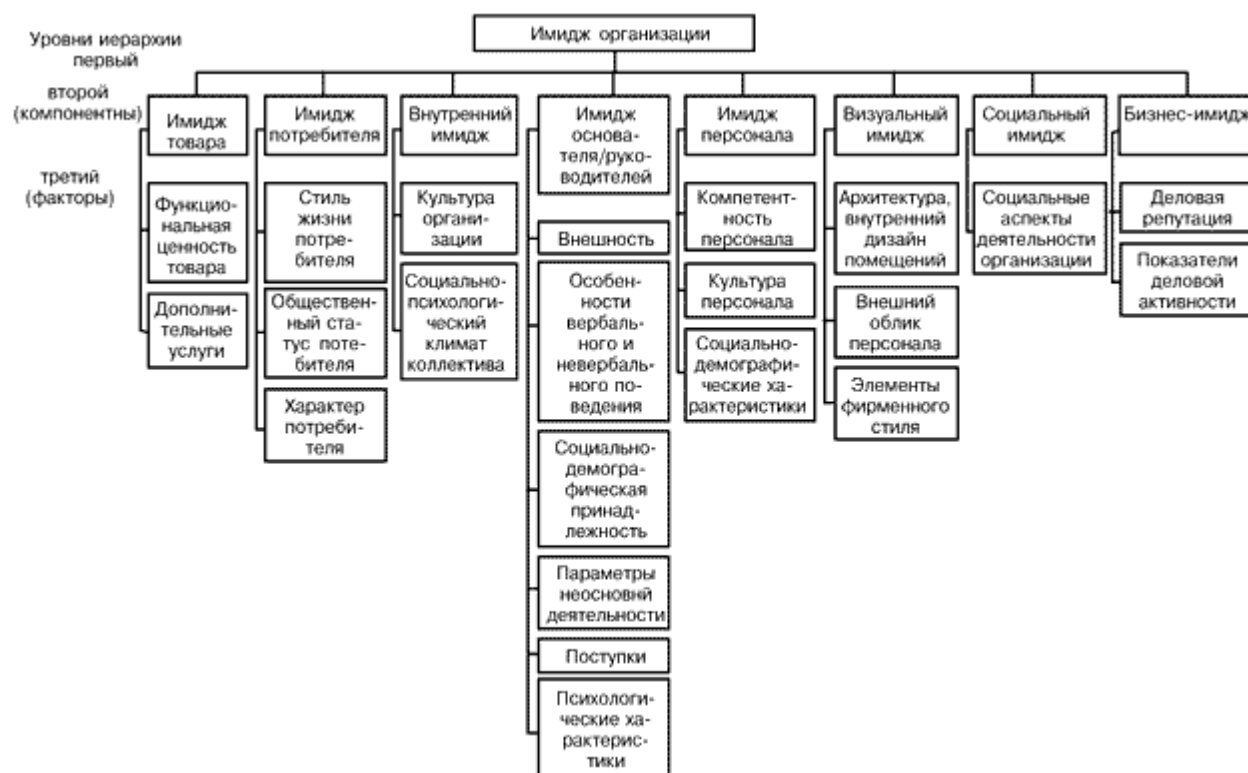 Имидж организации
Уровни иерархии
первый
второй
(компонентны)
Имидж
товара
Имидж
потребителя
Внутренний
имидж
Имидж
основа-
теля/руко-
водителей
Имидж
персонала
Визуальный
имидж
Социальный
имидж
Бизнес-имидж
третий
(факторы)
Функцио-
нальная
ценность
товара
Дополни-
тельные
услуги
Стиль
жизни
потре-
бителя
Обществен-
ный ста-
тус поте-
бителя
Характер
потреби-
теля
Культура
органи-
зации
Социально-
психологи-
ческий
климат
коллектива
Внешность
Особен-
ности
вербаль-
ного и
невербаль-
ного по-
ведения
Социально-
демогра-
фическая
принад-
лежность
Параметры
неосновнй
деятельности
Поступки
Психологи-
ческие ха-
рактерис-
тики
Компетент-
ность
персонала
Культура
персонала
Социально-
демографи-
ческие ха-
рактеристики
Архитектура,
внутренний
дизайн
помещений
Внешний
облик
персонала
Элементы
фирменного
стиля
Социальные
аспекты
деятельности
организации
Деловая
репутация
Показатели
деловой
активности